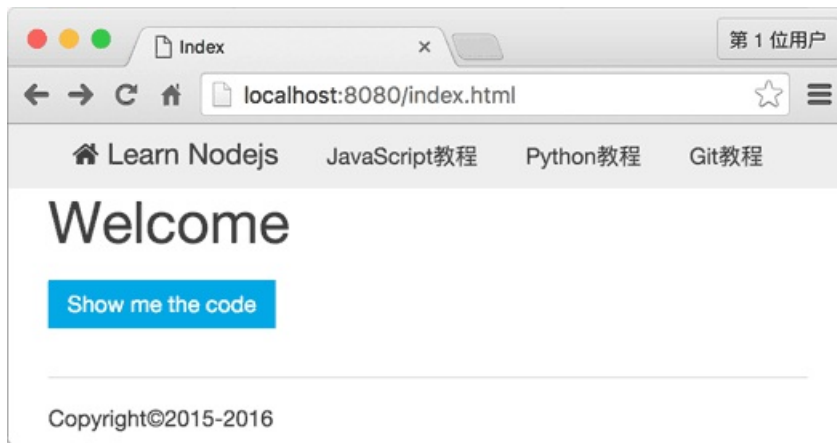 Index
第 1 位用户
localhost:8080/index.html
Learn Nodejs JavaScript教程 Python教程 Git教程
Welcome
Show me the code
Copyright©2015-2016